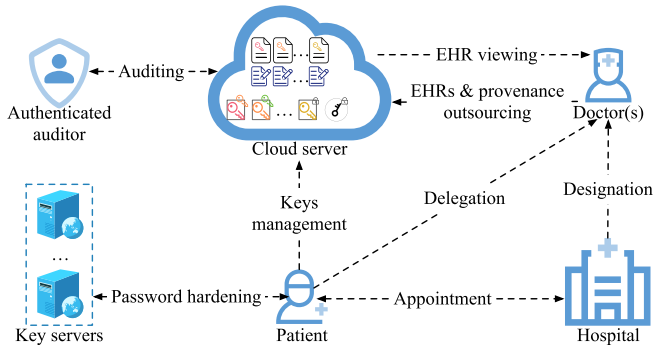 EHR viewing
Auditing
EHRs & provenance
outsourcing
Authenticated
auditor
Doctor(s)
Cloud server
Keys
management
Delegation
Designation
...
Password hardening
Appointment
Key servers
Patient
Hospital